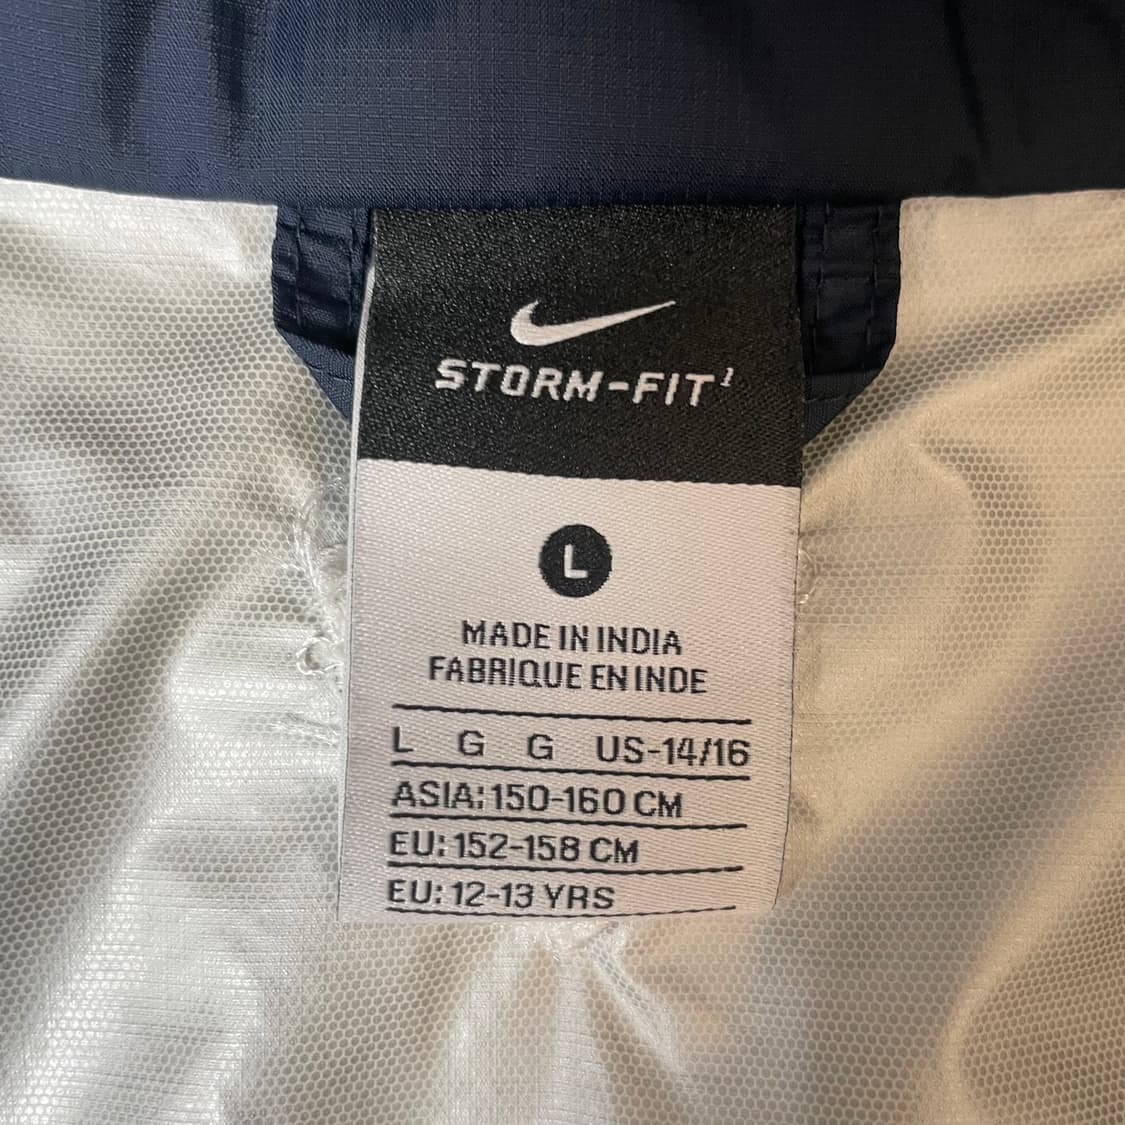 STORM-FIT¹
L
MADE IN INDIA
FABRIQUE EN INDE
L G G US-14/16
ASIA: 150-160 CM
EU: 152-158 CM
EU: 12-13 YRS